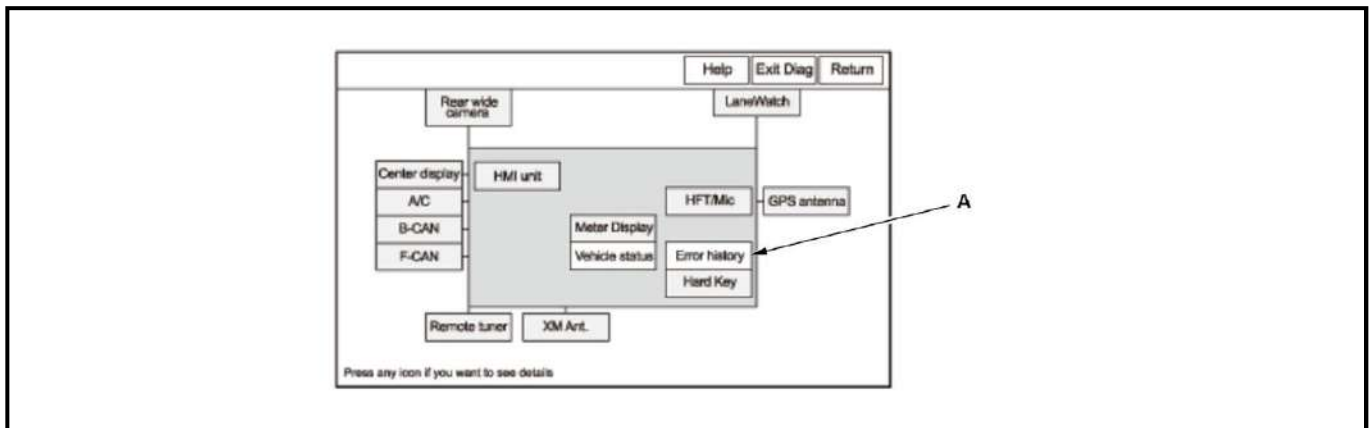 Help
Exit Diag
Return
Rear wide
camera
LaneWatch
Center display
HMI unit
A/C
HFT/Mic
GPS antenna
A
B-CAN
Meter Display
F-CAN
Vehicle status
Error history
Hard Key
Remote tuner
XM Ant.
Press any icon if you want to see details